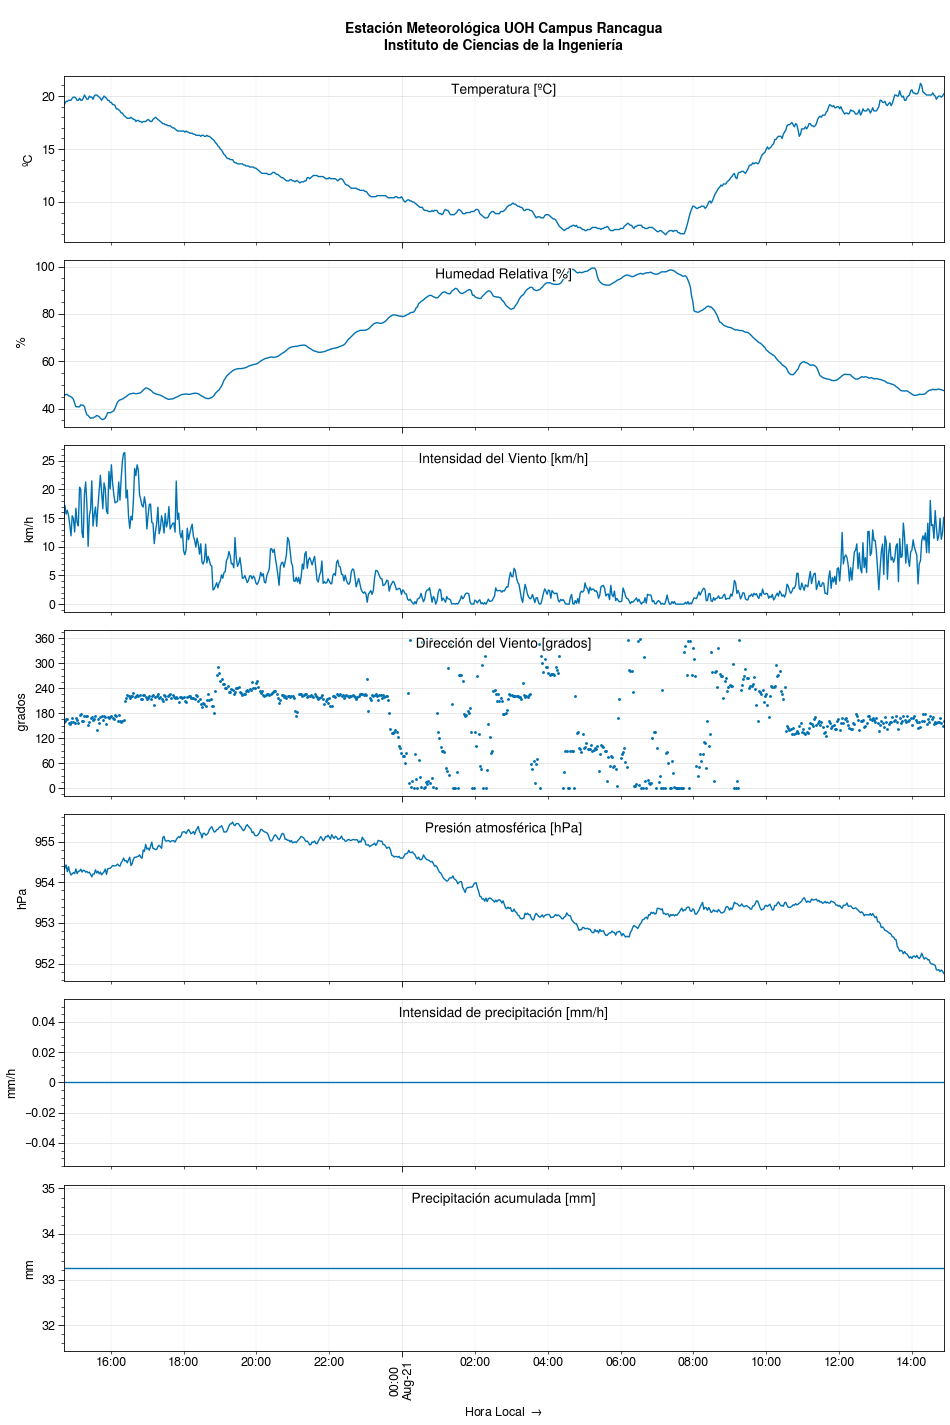 Estación Meteorológica UOH Campus Rancagua
Instituto de Ciencias de la Ingeniería
Temperatura [ºC]
ºC
20
15
10
Humedad Relativa [%]
%
100
80
60
40
Intensidad del Viento [km/h]
km/h
25
20
15
10
5
0
Dirección del Viento [grados]
grados
360
300
240
180
120
60
0
Presión atmosférica [hPa]
hPa
955
954
953
952
Intensidad de precipitación [mm/h]
mm/h
0.04
0.02
0
−0.02
−0.04
Precipitación acumulada [mm]
mm
35
34
33
32
16:00
18:00
20:00
22:00
00:00
Aug-21
02:00
04:00
06:00
08:00
10:00
12:00
14:00
Hora Local →